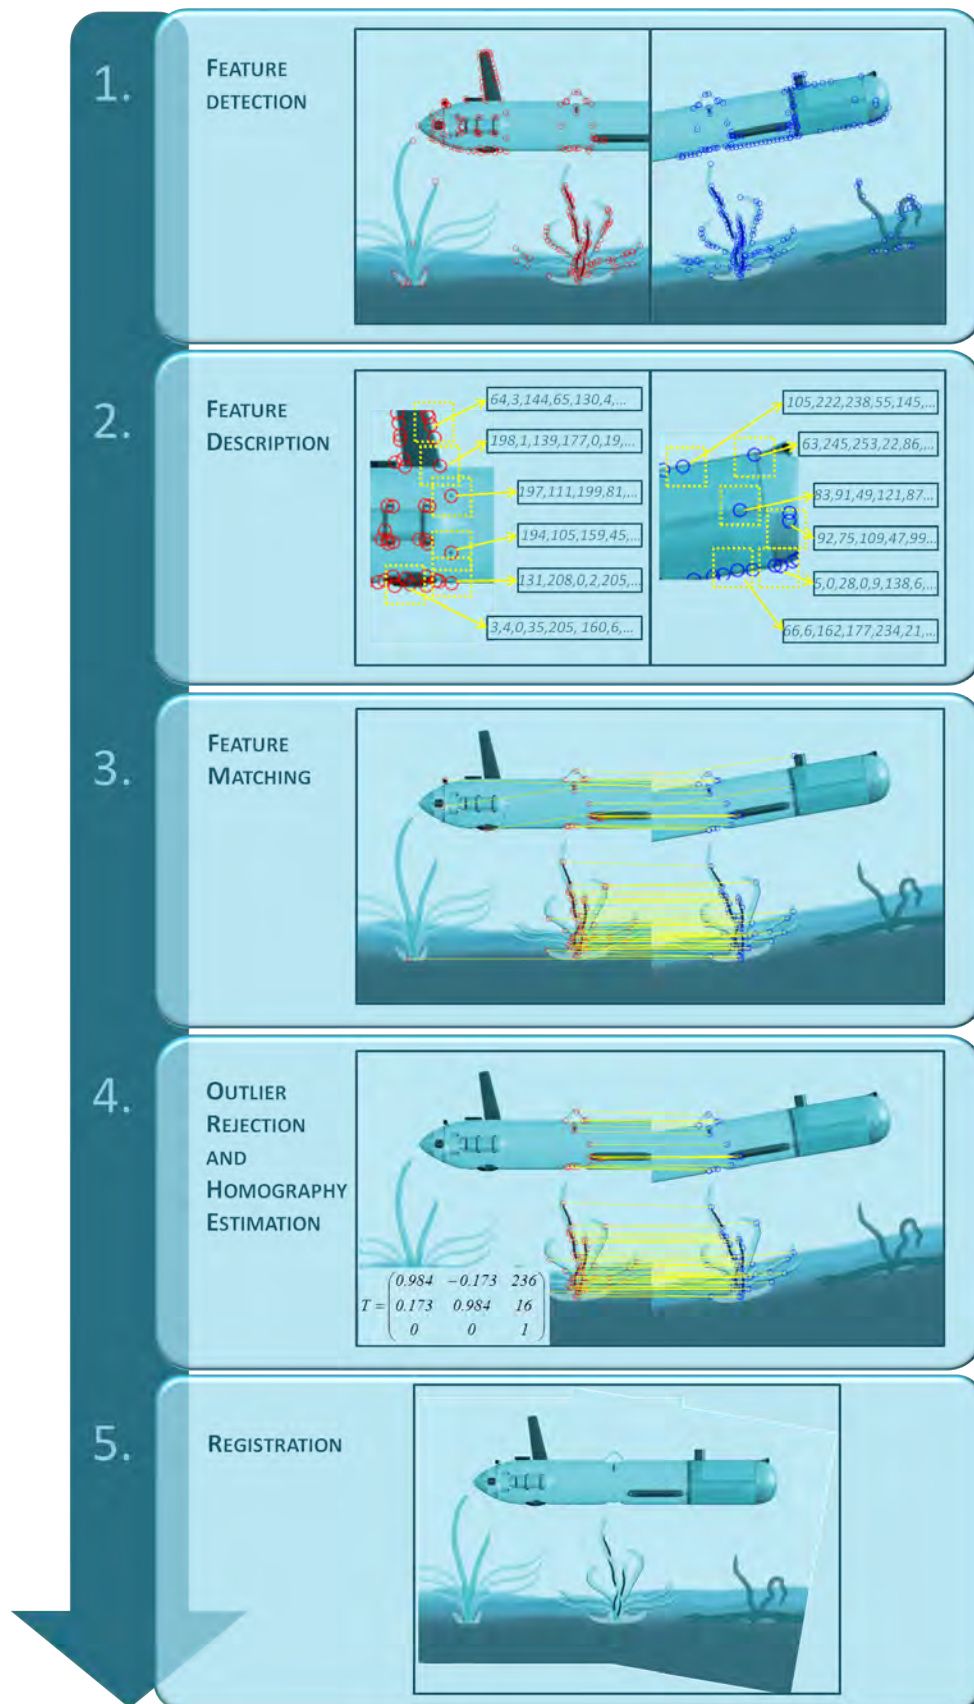 1.
FEATURE
DETECTION
2.
FEATURE
DESCRIPTION
64,3,144,65,130,4,...
198,1,139,177,0,19,...
197,111,199,81,...
194,105,159,45,...
131,208,0,2,205,...
3,4,0,35,205, 160,6,...
105,222,238,55,145,...
63,245,253,22,86,...
83,91,49,121,87...
92,75,109,47,99...
5,0,28,0,9,138,6,...
66,6,162,177,234,21,...
3.
FEATURE
MATCHING
4.
OUTLIER
REJECTION
AND
HOMOGRAPHY
ESTIMATION
0.984 −0.173 236
T = 0.173 0.984 16
0 0 1
5.
REGISTRATION